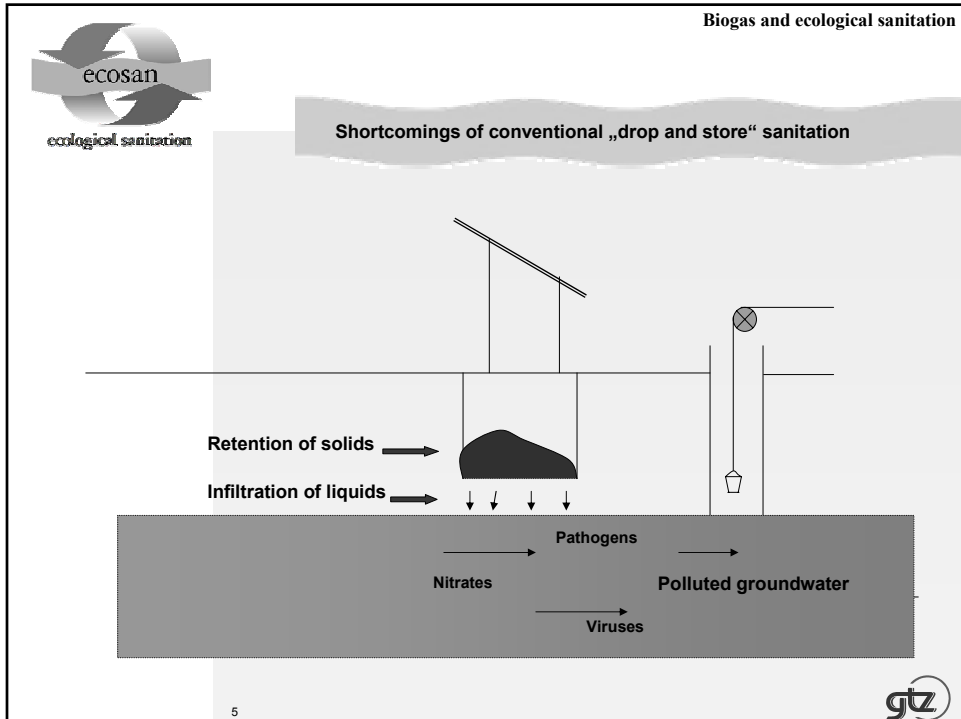 Biogas and ecological sanitation
ecosan
ecological sanitation
Shortcomings of conventional „drop and store“ sanitation
Retention of solids
Infiltration of liquids
Pathogens
Nitrates
Polluted groundwater
Viruses
5
gtz